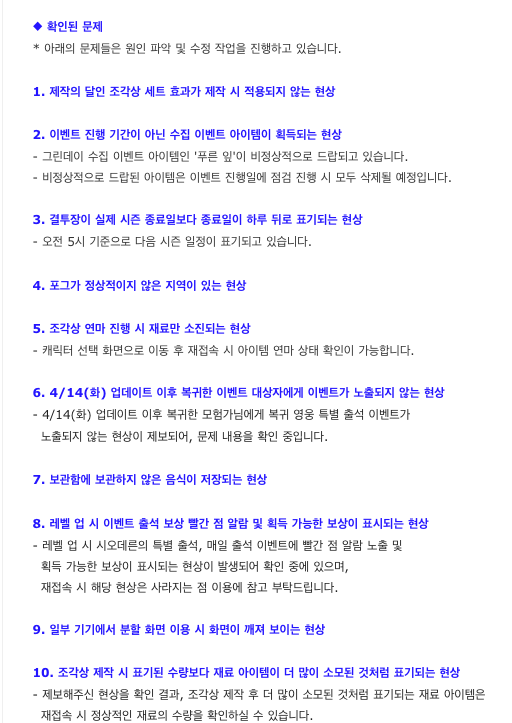 ◆ 확인된 문제
* 아래의 문제들은 원인 파악 및 수정 작업을 진행하고 있습니다.
1. 제작의 달인 조각상 세트 효과가 제작 시 적용되지 않는 현상
2. 이벤트 진행 기간이 아닌 수집 이벤트 아이템이 획득되는 현상
- 그린데이 수집 이벤트 아이템인 '푸른 잎'이 비정상적으로 드랍되고 있습니다.
- 비정상적으로 드랍된 아이템은 이벤트 진행일에 점검 진행 시 모두 삭제될 예정입니다.
3. 결투장이 실제 시즌 종료일보다 종료일이 하루 뒤로 표기되는 현상
- 오전 5시 기준으로 다음 시즌 일정이 표기되고 있습니다.
4. 포그가 정상적이지 않은 지역이 있는 현상
5. 조각상 연마 진행 시 재료만 소진되는 현상
- 캐릭터 선택 화면으로 이동 후 재접속 시 아이템 연마 상태 확인이 가능합니다.
6. 4/14(화) 업데이트 이후 복귀한 이벤트 대상자에게 이벤트가 노출되지 않는 현상
- 4/14(화) 업데이트 이후 복귀한 모험가님에게 복귀 영웅 특별 출석 이벤트가
노출되지 않는 현상이 제보되어, 문제 내용을 확인 중입니다.
7. 보관함에 보관하지 않은 음식이 저장되는 현상
8. 레벨 업 시 이벤트 출석 보상 빨간 점 알람 및 획득 가능한 보상이 표시되는 현상
- 레벨 업 시 시오데른의 특별 출석, 매일 출석 이벤트에 빨간 점 알람 노출 및
획득 가능한 보상이 표시되는 현상이 발생되어 확인 중에 있으며,
재접속 시 해당 현상은 사라지는 점 이용에 참고 부탁드립니다.
9. 일부 기기에서 분할 화면 이용 시 화면이 깨져 보이는 현상
10. 조각상 제작 시 표기된 수량보다 재료 아이템이 더 많이 소모된 것처럼 표기되는 현상
- 제보해주신 현상을 확인 결과, 조각상 제작 후 더 많이 소모된 것처럼 표기되는 재료 아이템은
재접속 시 정상적인 재료의 수량을 확인하실 수 있습니다.